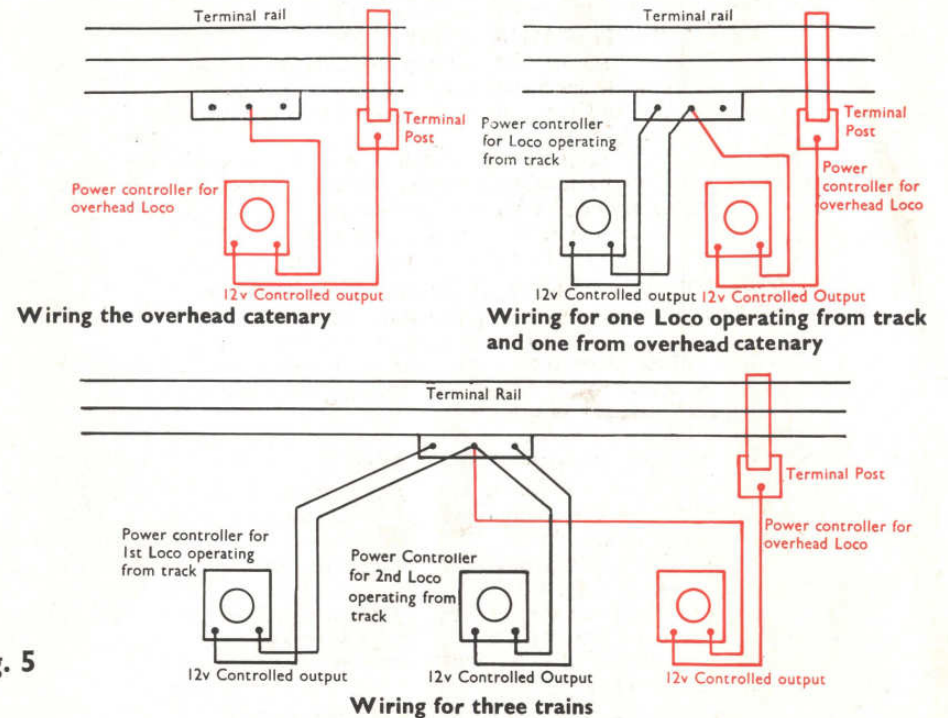 Terminal rail
Terminal
Post
Power controller for
overhead Loco
12v Controlled output
Wiring the overhead catenary
Terminal rail
Power controller
for Loco operating
from track
Terminal
Post
Power
controller for
overhead Loco
12v Controlled output
12v Controlled Output
Wiring for one Loco operating from track
and one from overhead catenary
Terminal Rail
Terminal Post
Power controller for
1st Loco operating
from track
Power Controller
for 2nd Loco
operating from
track
Power controller for
overhead Loco
12v Controlled output
12v Controlled Output
12v Controlled output
. 5
Wiring for three trains